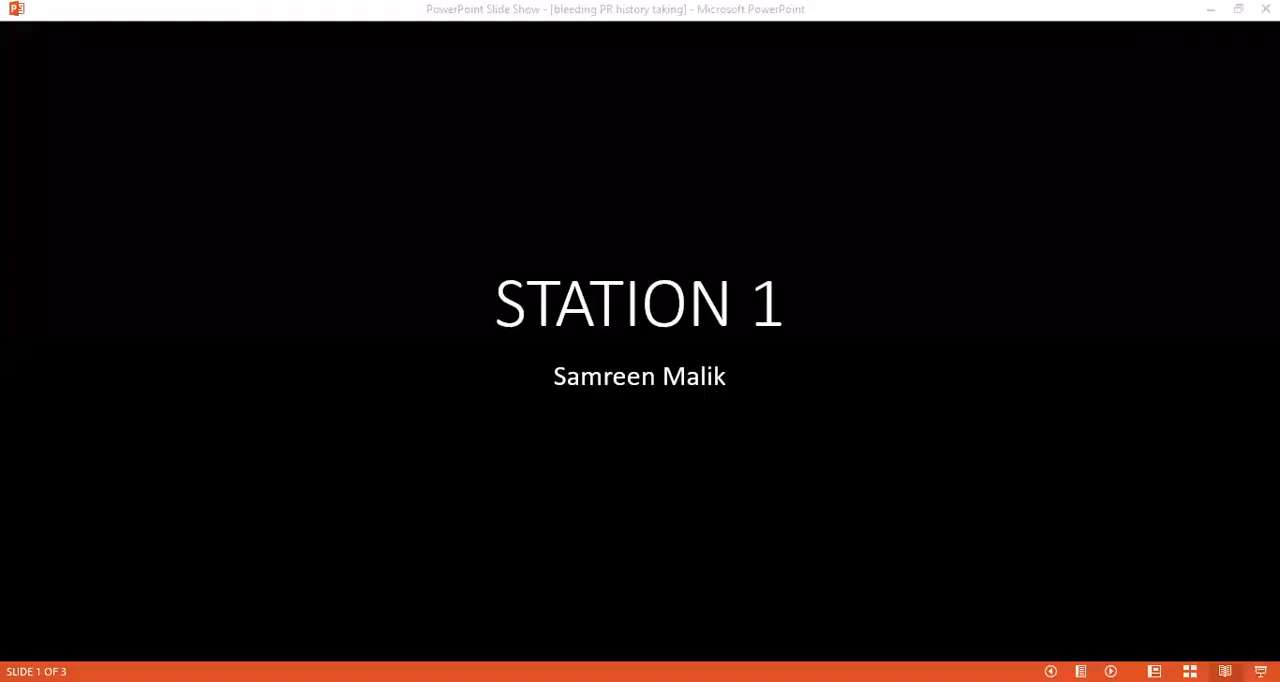 PowerPoint Slide Show - [bleeding PR history taking] - Microsoft PowerPoint
STATION 1
Samreen Malik
SLIDE 1 OF 3